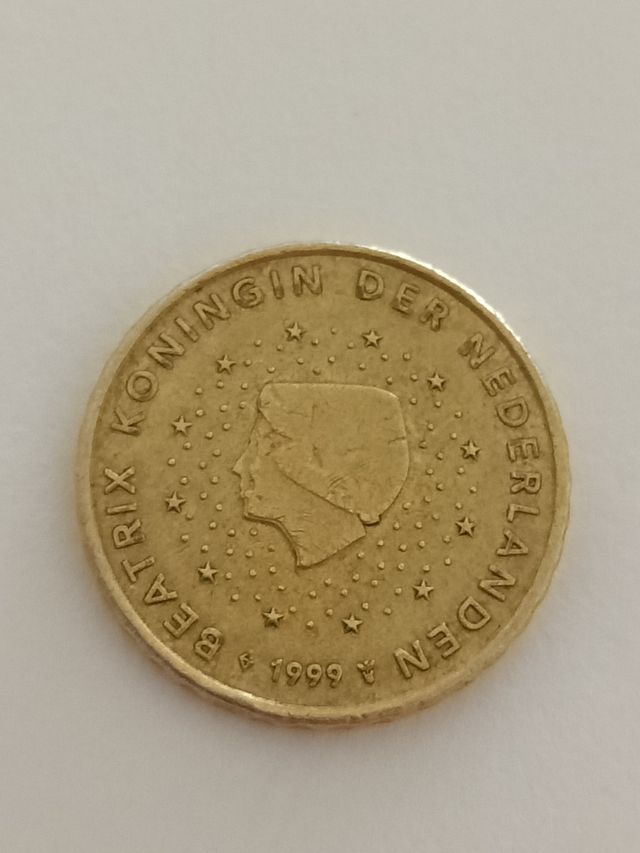 BEATRIX KONINGIN DER NEDERLANDEN
1999